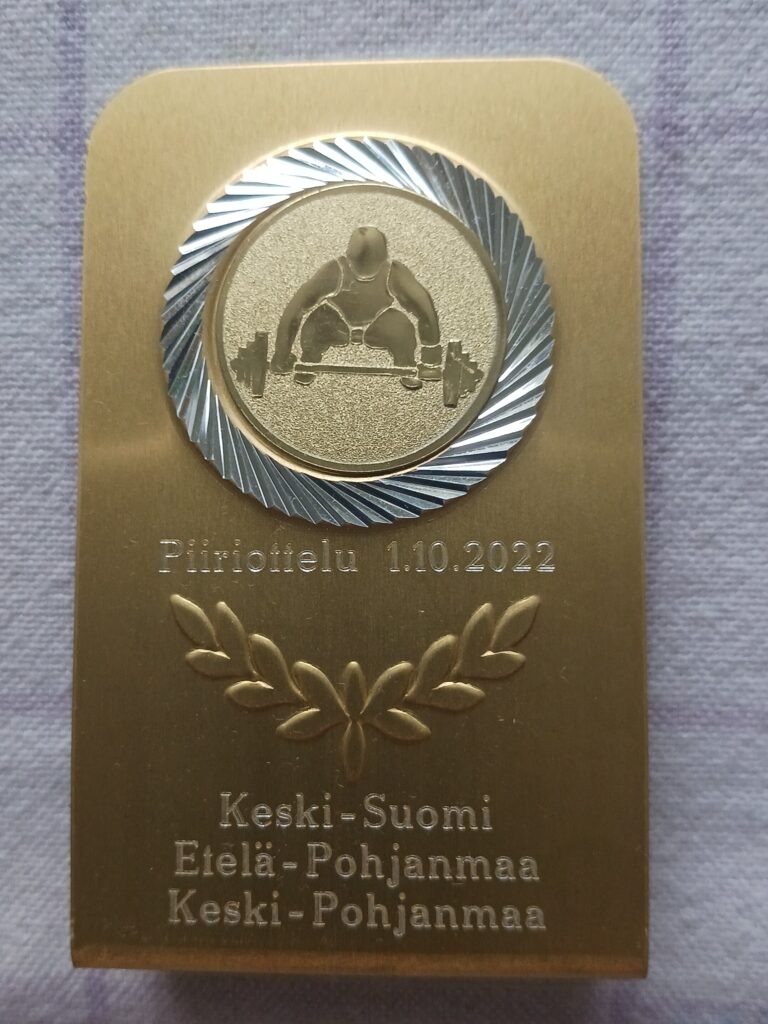 Piiriottelu 1.10.2022
Keski-Suomi
Etelä-Pohjanmaa
Keski-Pohjanmaa